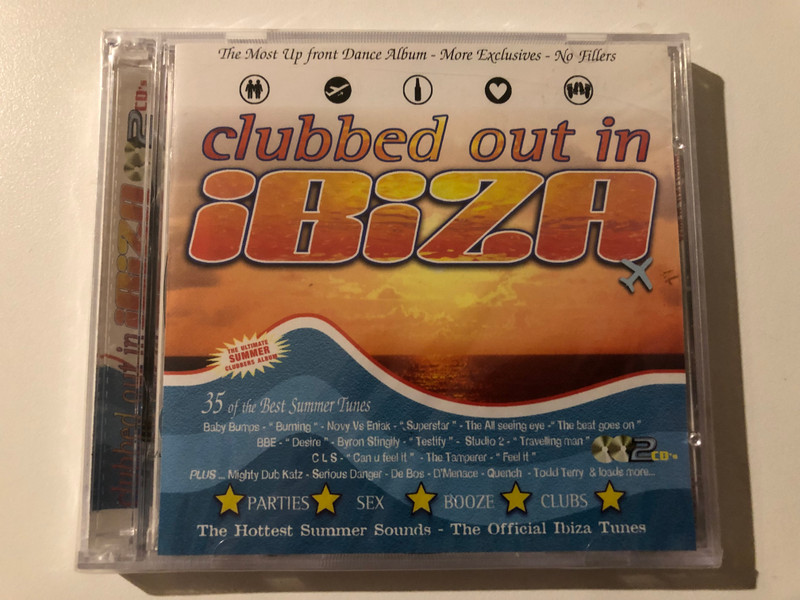 The Most Up front Dance Album - More Exclusives - No Fillers
clubbed out in
iBiZA
THE ULTIMATE
SUMMER
CLUBBERS ALBUM
35 of the Best Summer Tunes
Baby Bumps - " Burning " - Novy Vs Eniak - " Superstar " - The All seeing eye - " The beat goes on "
BBE - " Desire " - Byron Stingily - " Testify " - Studio 2 - " Travelling man "
C L S - " Can u feel it " - The Tamperer - " Feel it "
2 CD's
PLUS ... Mighty Dub Katz - Serious Danger - De Bos - D'Menace - Quench - Todd Terry & loads more...
PARTIES SEX BOOZE CLUBS
The Hottest Summer Sounds - The Official Ibiza Tunes
clubbed out in iBiZA 2 CD's